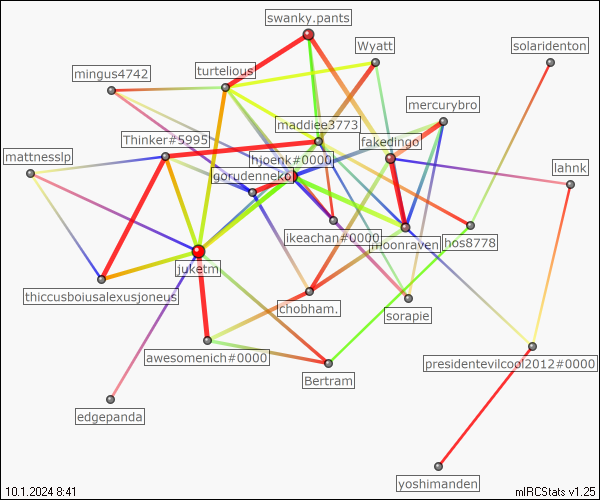 swanky.pants
Wyatt
solaridenton
mingus4742
turtelious
mercurybro
maddiee3773
Thinker#5995
fakedingo
mattnesslp
hjoenk#0000
lahnk
gorudenneko
likeachan#0000
moonraven
hos8778
juketm
thiccusboiusalexusjoneus
chobham.
sorapie
awesomenich#0000
presidentevilcool2012#0000
Bertram
edgepanda
yoshimanden
10.1.2024 8:41
mIRCStats v1.25